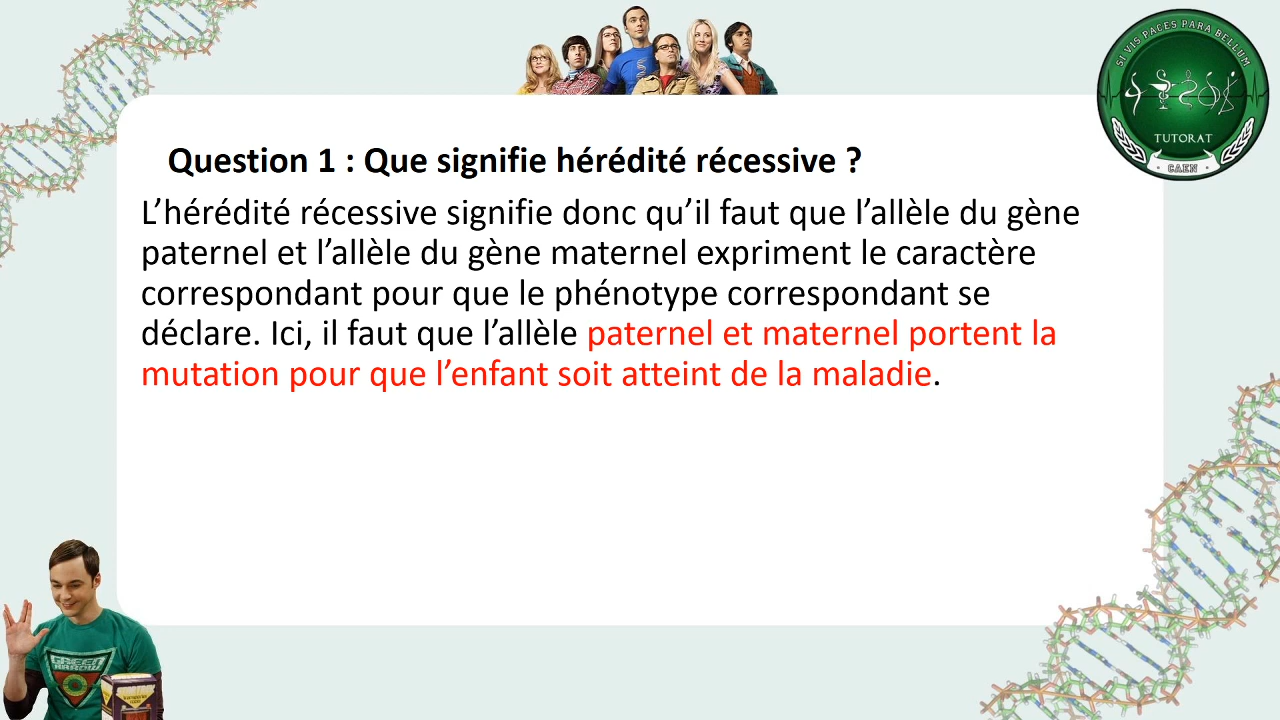 SI VIS PACES PARA BELLUM
TUTORAT
CAEN
Question 1 : Que signifie hérédité récessive ?
L’hérédité récessive signifie donc qu’il faut que l’allèle du gène
paternel et l’allèle du gène maternel expriment le caractère
correspondant pour que le phénotype correspondant se
déclare. Ici, il faut que l’allèle paternel et maternel portent la
mutation pour que l’enfant soit atteint de la maladie.
GREEN